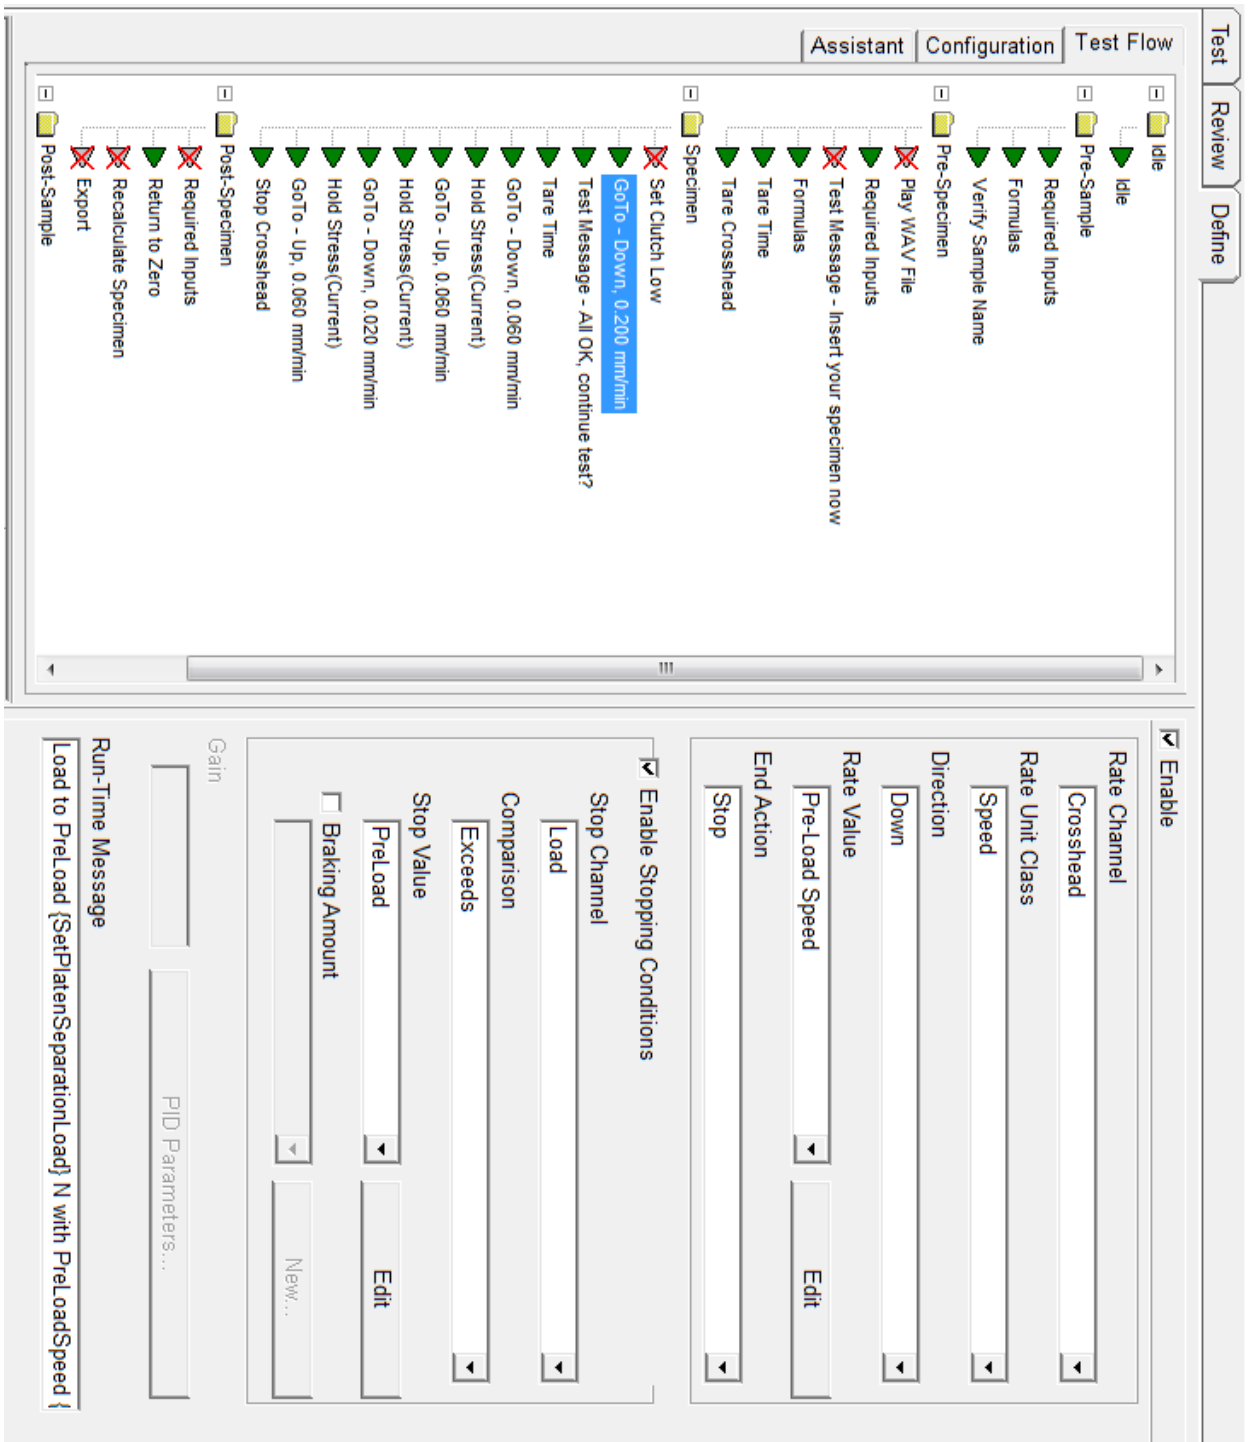 Test Review Define
Test Flow Configuration Assistant
Idle
Idle
Pre-Sample
Required Inputs
Formulas
Verify Sample Name
Pre-Specimen
Play WAV File
Required Inputs
Test Message - Insert your specimen now
Formulas
Tare Time
Tare Crosshead
Specimen
Set Clutch Low
GoTo - Down, 0.200 mm/min
Test Message - All OK, continue test?
Tare Time
GoTo - Down, 0.060 mm/min
Hold Stress(Current)
GoTo - Up, 0.060 mm/min
Hold Stress(Current)
GoTo - Down, 0.020 mm/min
Hold Stress(Current)
GoTo - Up, 0.060 mm/min
Stop Crosshead
Post-Specimen
Required Inputs
Return to Zero
Recalculate Specimen
Export
Post-Sample
Enable
Rate Channel
Crosshead
Rate Unit Class
Speed
Direction
Down
Rate Value
Pre-Load Speed Edit
End Action
Stop
Enable Stopping Conditions
Stop Channel
Load
Comparison
Exceeds
Stop Value
PreLoad Edit
Braking Amount
New...
Gain
PID Parameters...
Run-Time Message
Load to PreLoad {SetPlatenSeparationLoad} N with PreLoadSpeed {